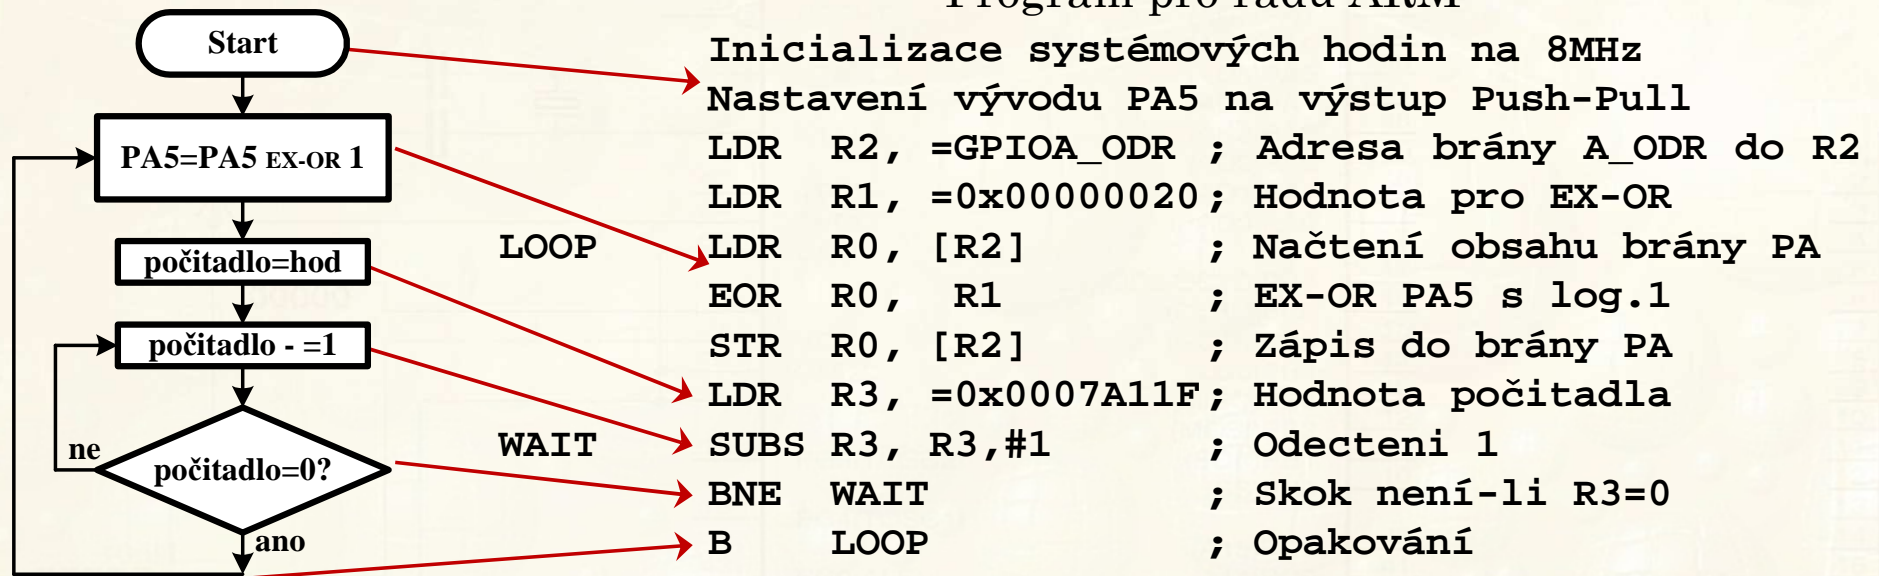 Program pro řadu ARM
Start
PA5=PA5 EX-OR 1
počitadlo=hod
počitadlo - =1
ne
počitadlo=0?
ano
Inicializace systémových hodin na 8MHz
Nastavení vývodu PA5 na výstup Push-Pull
LDR R2, =GPIOA_ODR ; Adresa brány A_ODR do R2
LDR R1, =0x00000020; Hodnota pro EX-OR
LOOP LDR R0, [R2] ; Načtení obsahu brány PA
EOR R0, R1 ; EX-OR PA5 s log.1
STR R0, [R2] ; Zápis do brány PA
LDR R3, =0x0007A11F; Hodnota počitadla
WAIT SUBS R3, R3,#1 ; Odecteni 1
BNE WAIT ; Skok není-li R3=0
B LOOP ; Opakování